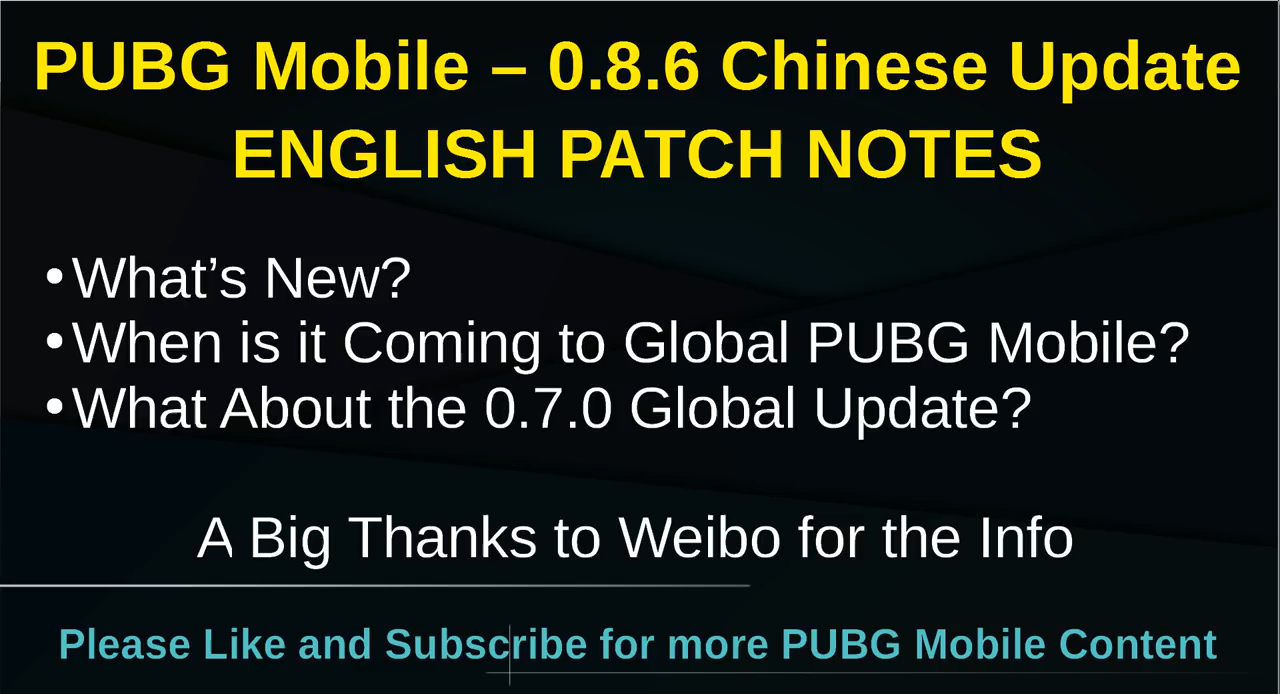 PUBG Mobile – 0.8.6 Chinese Update
ENGLISH PATCH NOTES
• What’s New?
• When is it Coming to Global PUBG Mobile?
• What About the 0.7.0 Global Update?
A Big Thanks to Weibo for the Info
Please Like and Subscribe for more PUBG Mobile Content